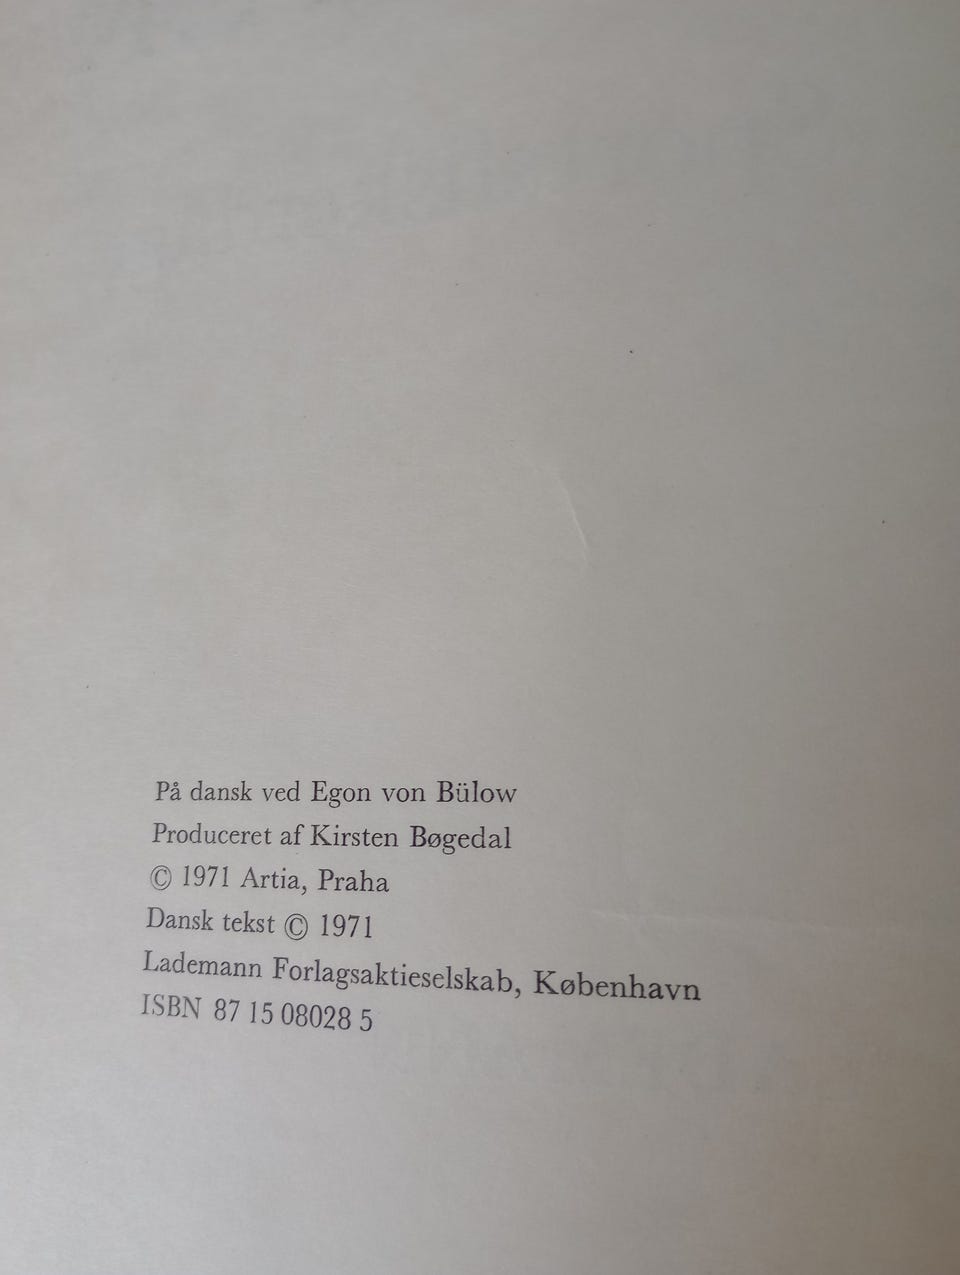 På dansk ved Egon von Bülow
Produceret af Kirsten Bøgedal
© 1971 Artia, Praha
Dansk tekst © 1971
Lademann Forlagsaktieselskab, København
ISBN 87 15 08028 5